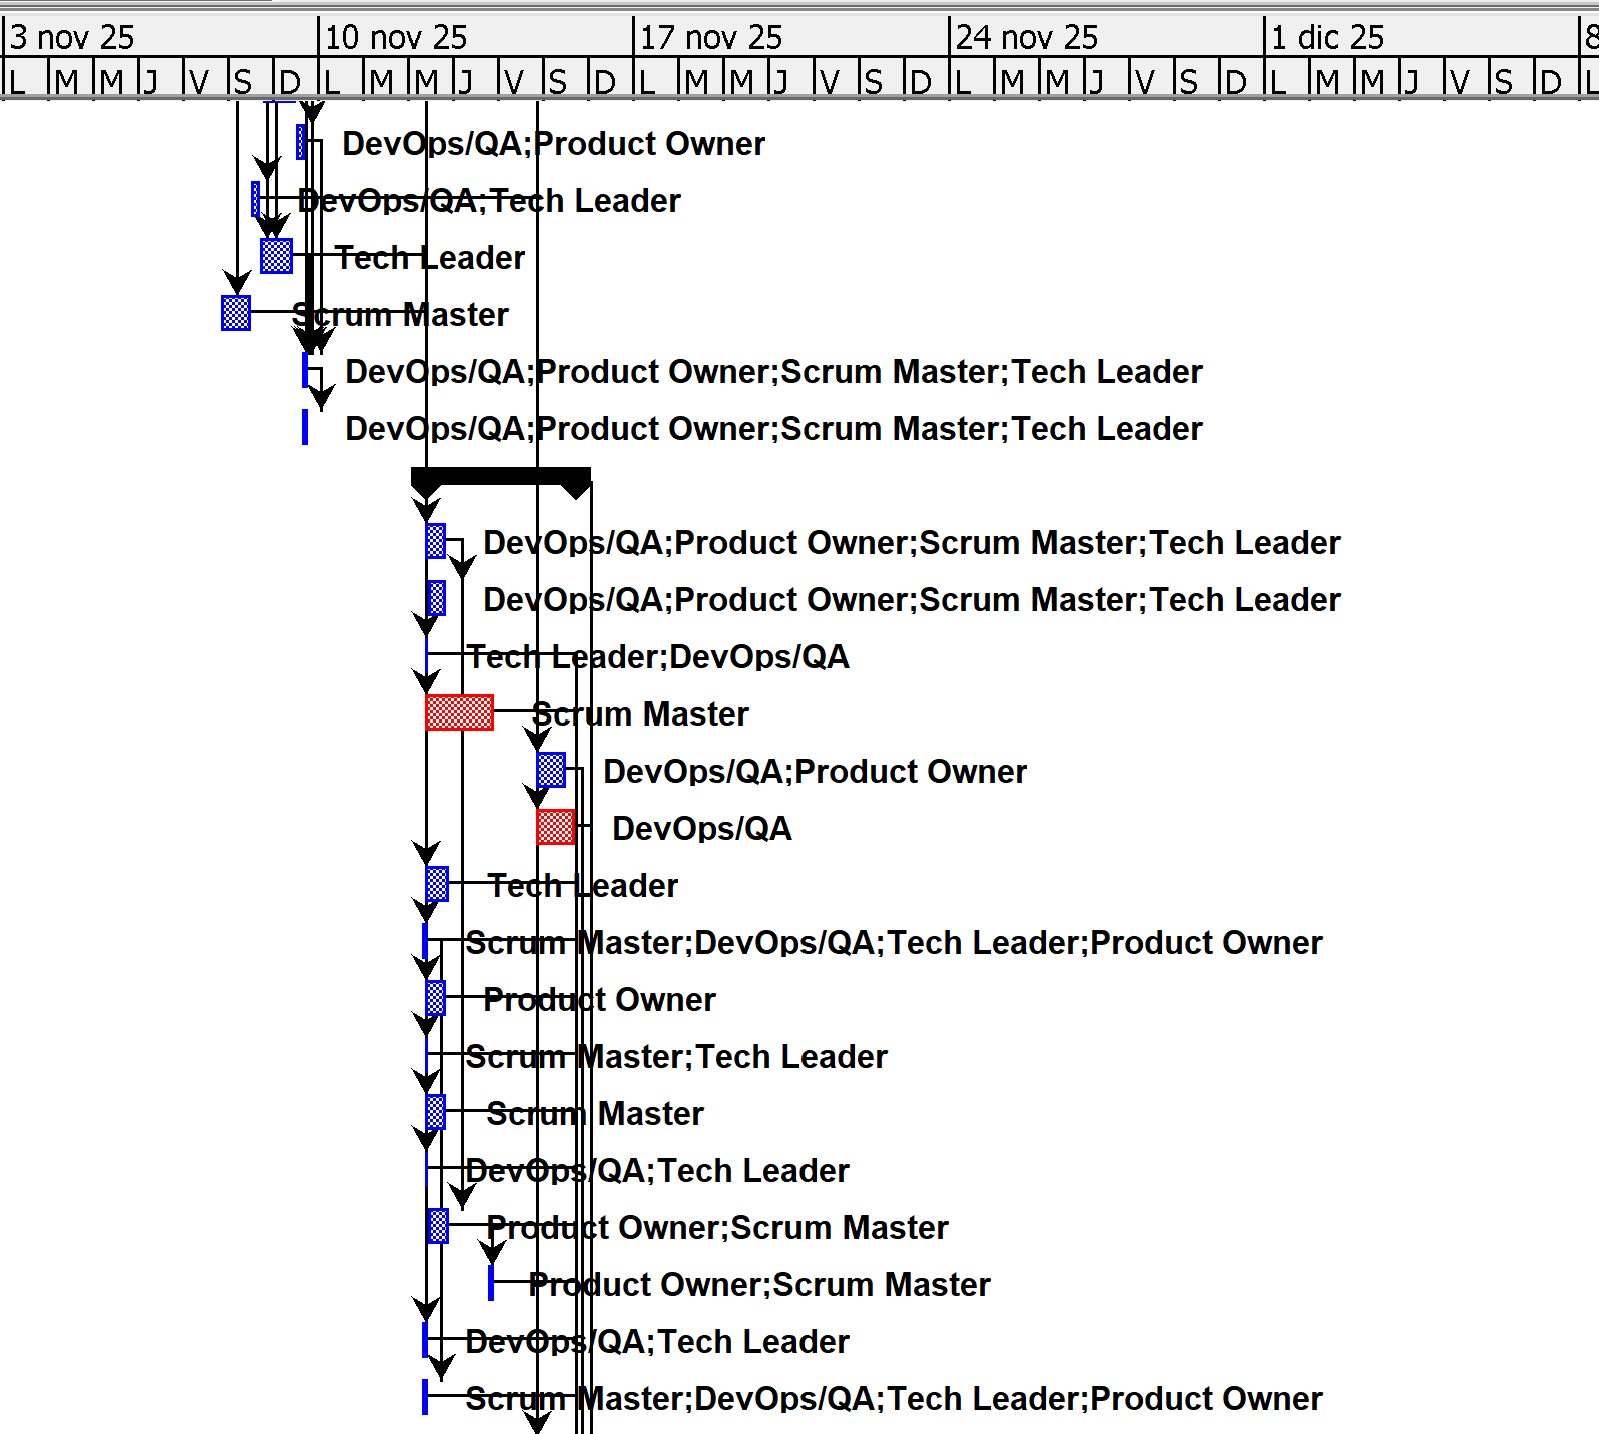 3 nov 25 10 nov 25 17 nov 25 24 nov 25 1 dic 25 8
L M M J V S D L M M J V S D L M M J V S D L M M J V S D L M M J V S D L
DevOps/QA;Product Owner
DevOps/QA;Tech Leader
Tech Leader
Scrum Master
DevOps/QA;Product Owner;Scrum Master;Tech Leader
DevOps/QA;Product Owner;Scrum Master;Tech Leader
DevOps/QA;Product Owner;Scrum Master;Tech Leader
DevOps/QA;Product Owner;Scrum Master;Tech Leader
Tech Leader;DevOps/QA
Scrum Master
DevOps/QA;Product Owner
DevOps/QA
Tech Leader
Scrum Master;DevOps/QA;Tech Leader;Product Owner
Product Owner
Scrum Master;Tech Leader
Scrum Master
DevOps/QA;Tech Leader
Product Owner;Scrum Master
Product Owner;Scrum Master
DevOps/QA;Tech Leader
Scrum Master;DevOps/QA;Tech Leader;Product Owner